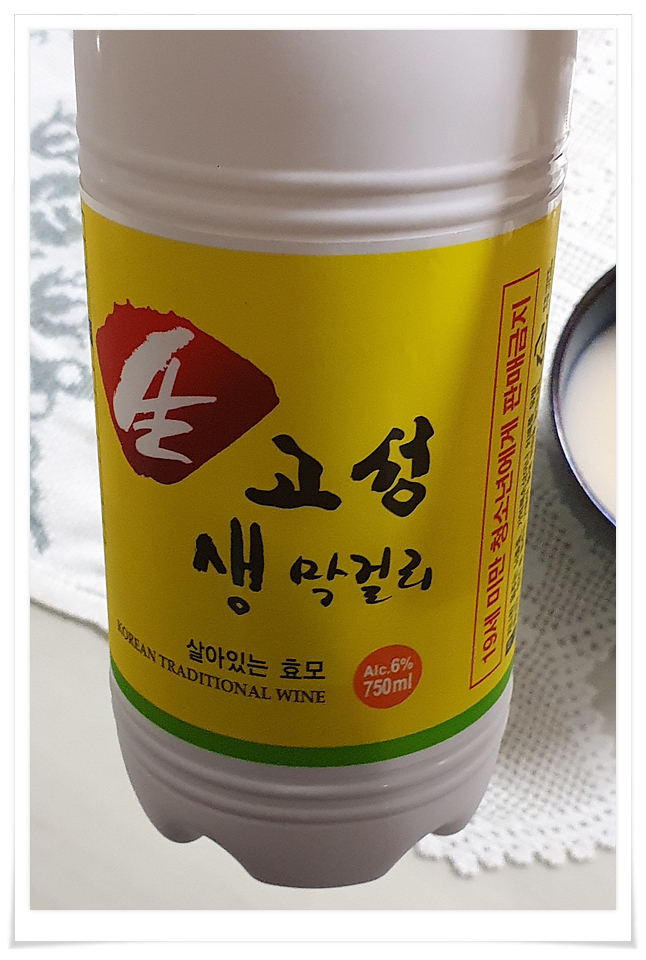 生
고성
생 막걸리
살아있는 효모
KOREAN TRADITIONAL WINE
Alc.6%
750ml
19세 미만 청소년에게 판매금지